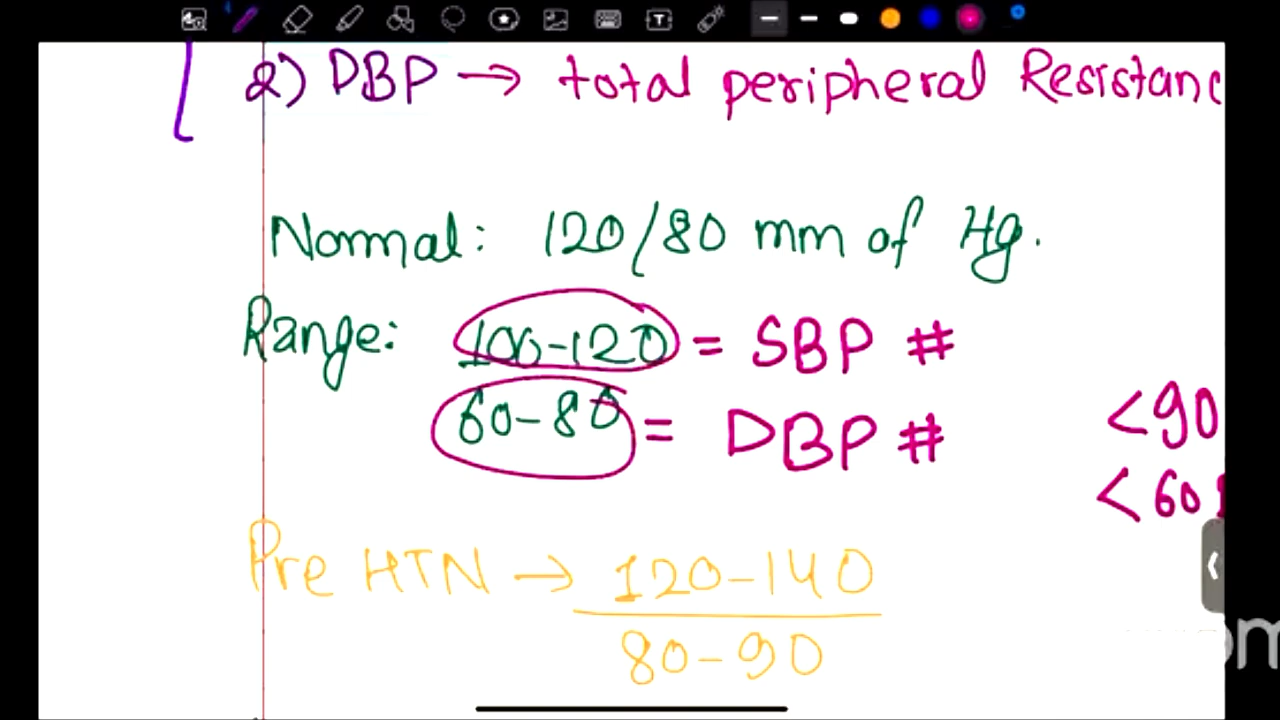 2) DBP → total peripheral Resistanc
Normal: 120/80 mm of Hg.
Range: 100-120 = SBP #
60-80 = DBP #
<90
<60
Pre HTN → 120-140
80-90
om